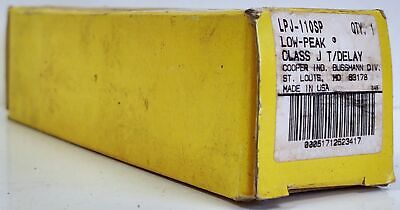 LPJ-110SP QTY. 1
LOW-PEAK ®
CLASS J T/DELAY
COOPER IND. BUSSMANN DIV.
ST. LOUIS, MO 63178
MADE IN USA
00051712523417